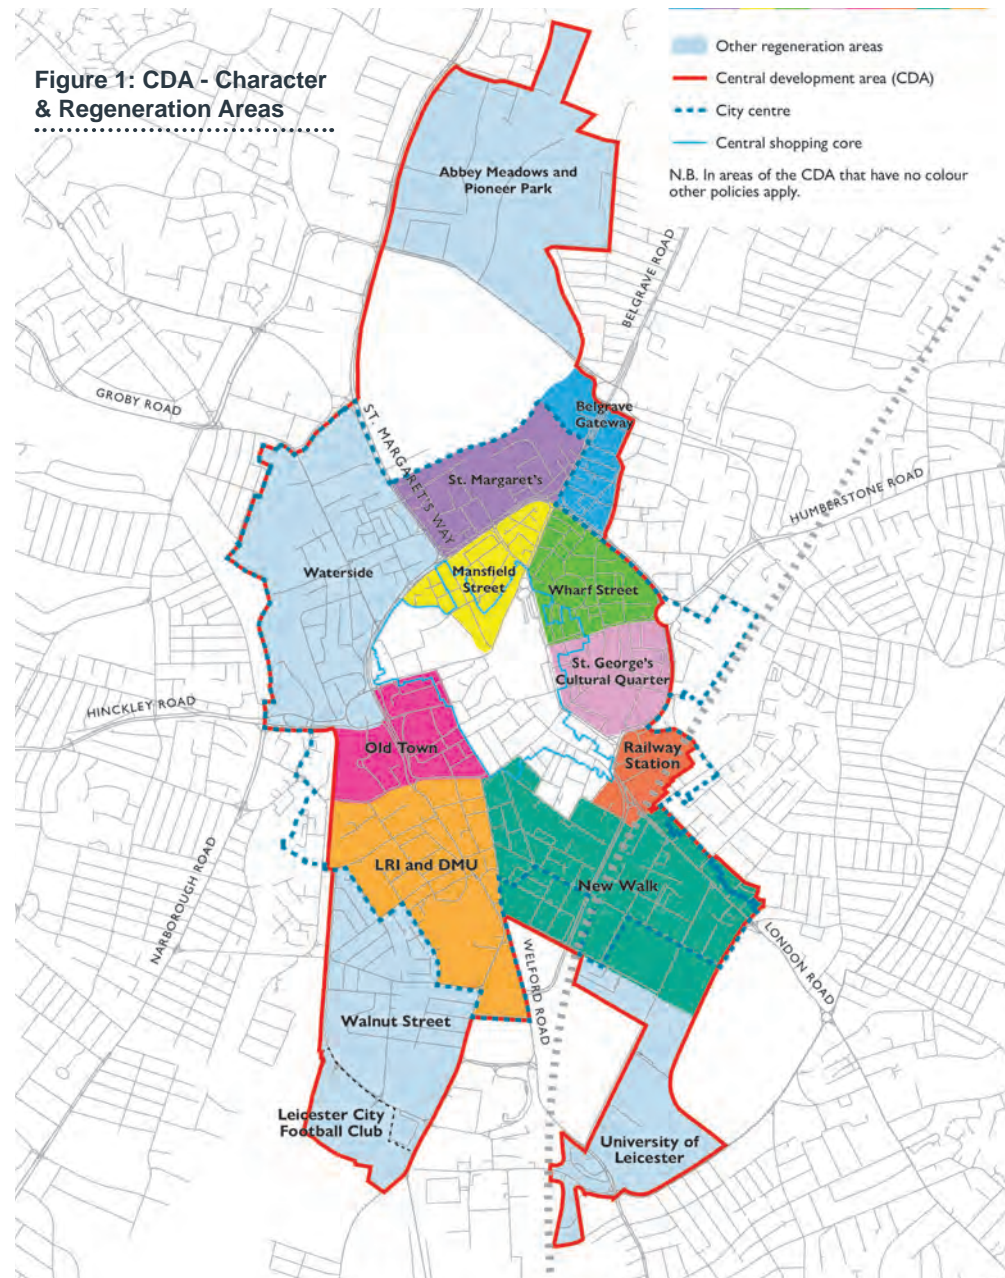 Figure 1: CDA - Character
& Regeneration Areas
Other regeneration areas
Central development area (CDA)
City centre
Central shopping core
N.B. In areas of the CDA that have no colour
other policies apply.
Abbey Meadows and
Pioneer Park
BELGRAVE ROAD
GROBY ROAD
Belgrave
Gateway
ST. MARGARET'S WAY
St. Margaret's
HUMBERSTONE ROAD
Waterside
Mansfield
Street
Wharf Street
St. George's
Cultural Quarter
HINCKLEY ROAD
Old Town
Railway
Station
LRI and DMU
New Walk
NARBOROUGH ROAD
WELFORD ROAD
LONDON ROAD
Walnut Street
Leicester City
Football Club
University of
Leicester